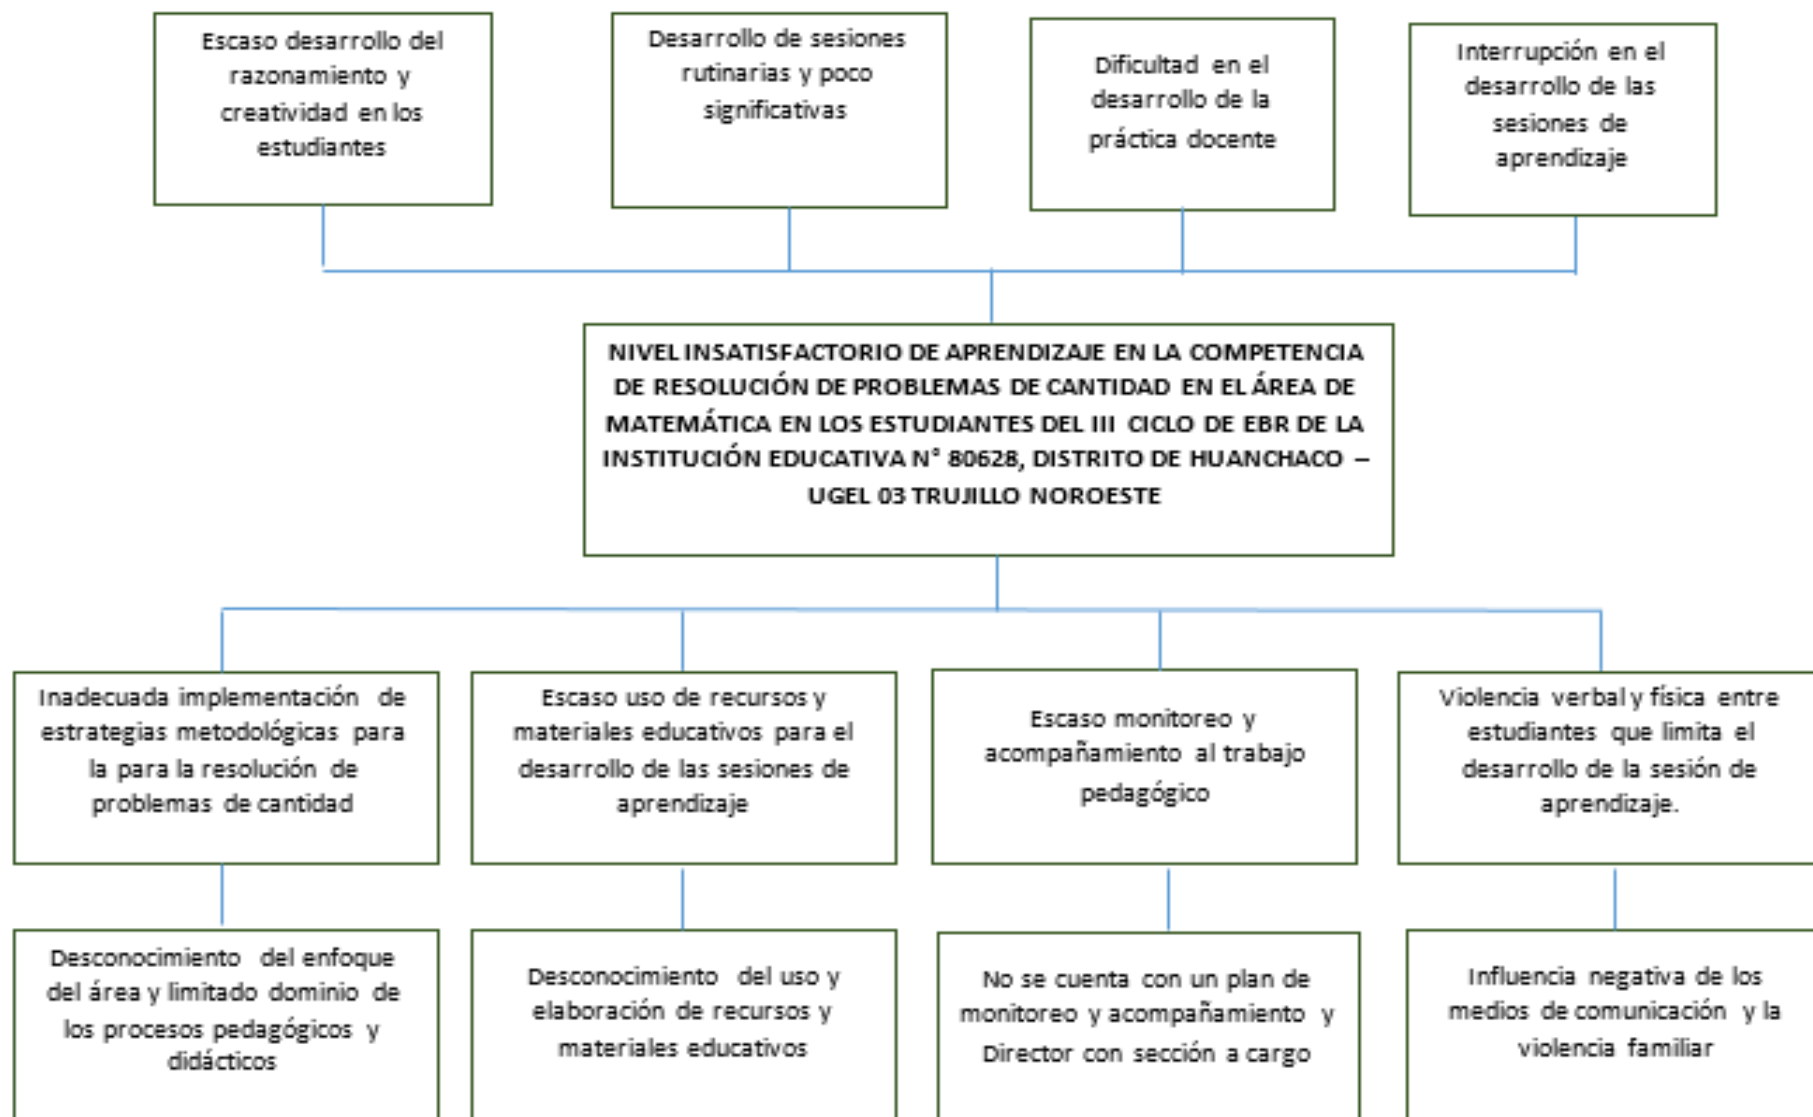 Escaso desarrollo del
razonamiento y
creatividad en los
estudiantes
Desarrollo de sesiones
rutinarias y poco
significativas
Dificultad en el
desarrollo de la
práctica docente
Interrupción en el
desarrollo de las
sesiones de
aprendizaje
NIVEL INSATISFACTORIO DE APRENDIZAJE EN LA COMPETENCIA
DE RESOLUCIÓN DE PROBLEMAS DE CANTIDAD EN EL ÁREA DE
MATEMÁTICA EN LOS ESTUDIANTES DEL III CICLO DE EBR DE LA
INSTITUCIÓN EDUCATIVA N° 80628, DISTRITO DE HUANCHACO –
UGEL 03 TRUJILLO NOROESTE
Inadecuada implementación de
estrategias metodológicas para
la para la resolución de
problemas de cantidad
Escaso uso de recursos y
materiales educativos para el
desarrollo de las sesiones de
aprendizaje
Escaso monitoreo y
acompañamiento al trabajo
pedagógico
Violencia verbal y física entre
estudiantes que limita el
desarrollo de la sesión de
aprendizaje.
Desconocimiento del enfoque
del área y limitado dominio de
los procesos pedagógicos y
didácticos
Desconocimiento del uso y
elaboración de recursos y
materiales educativos
No se cuenta con un plan de
monitoreo y acompañamiento y
Director con sección a cargo
Influencia negativa de los
medios de comunicación y la
violencia familiar